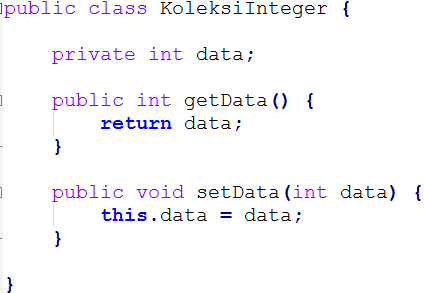 public class KoleksiInteger {
private int data;
public int getData() {
return data;
}
public void setData(int data) {
this.data = data;
}
}